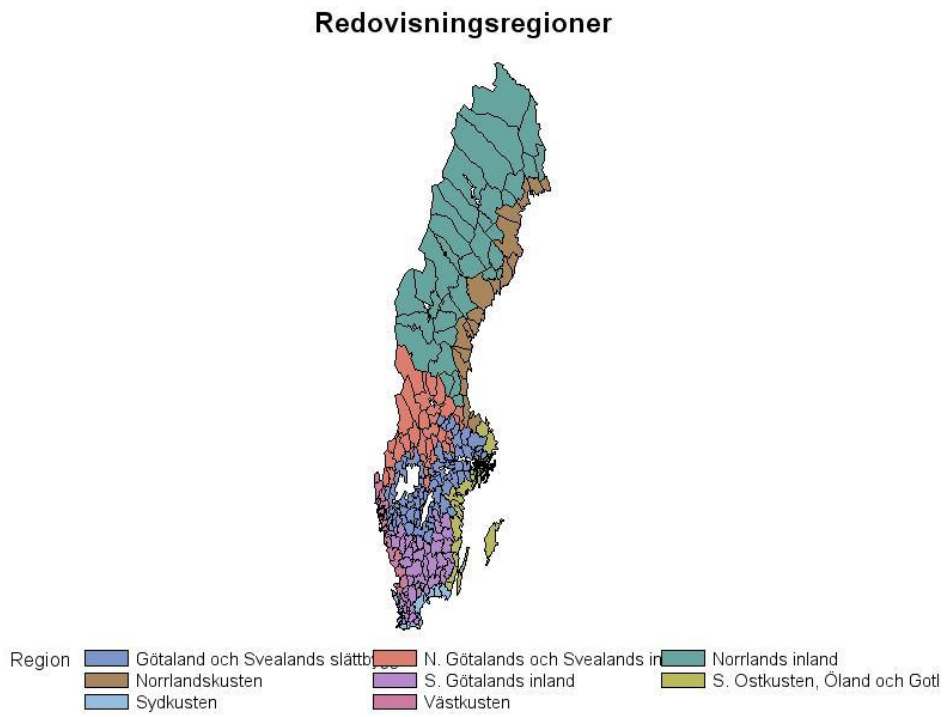 Redovisningsregioner
Region Götaland och Svealands slättbygg N. Götalands och Svealands in Norrlands inland
Norrlandskusten S. Götalands inland S. Ostkusten, Öland och Gotl
Sydkusten Västkusten